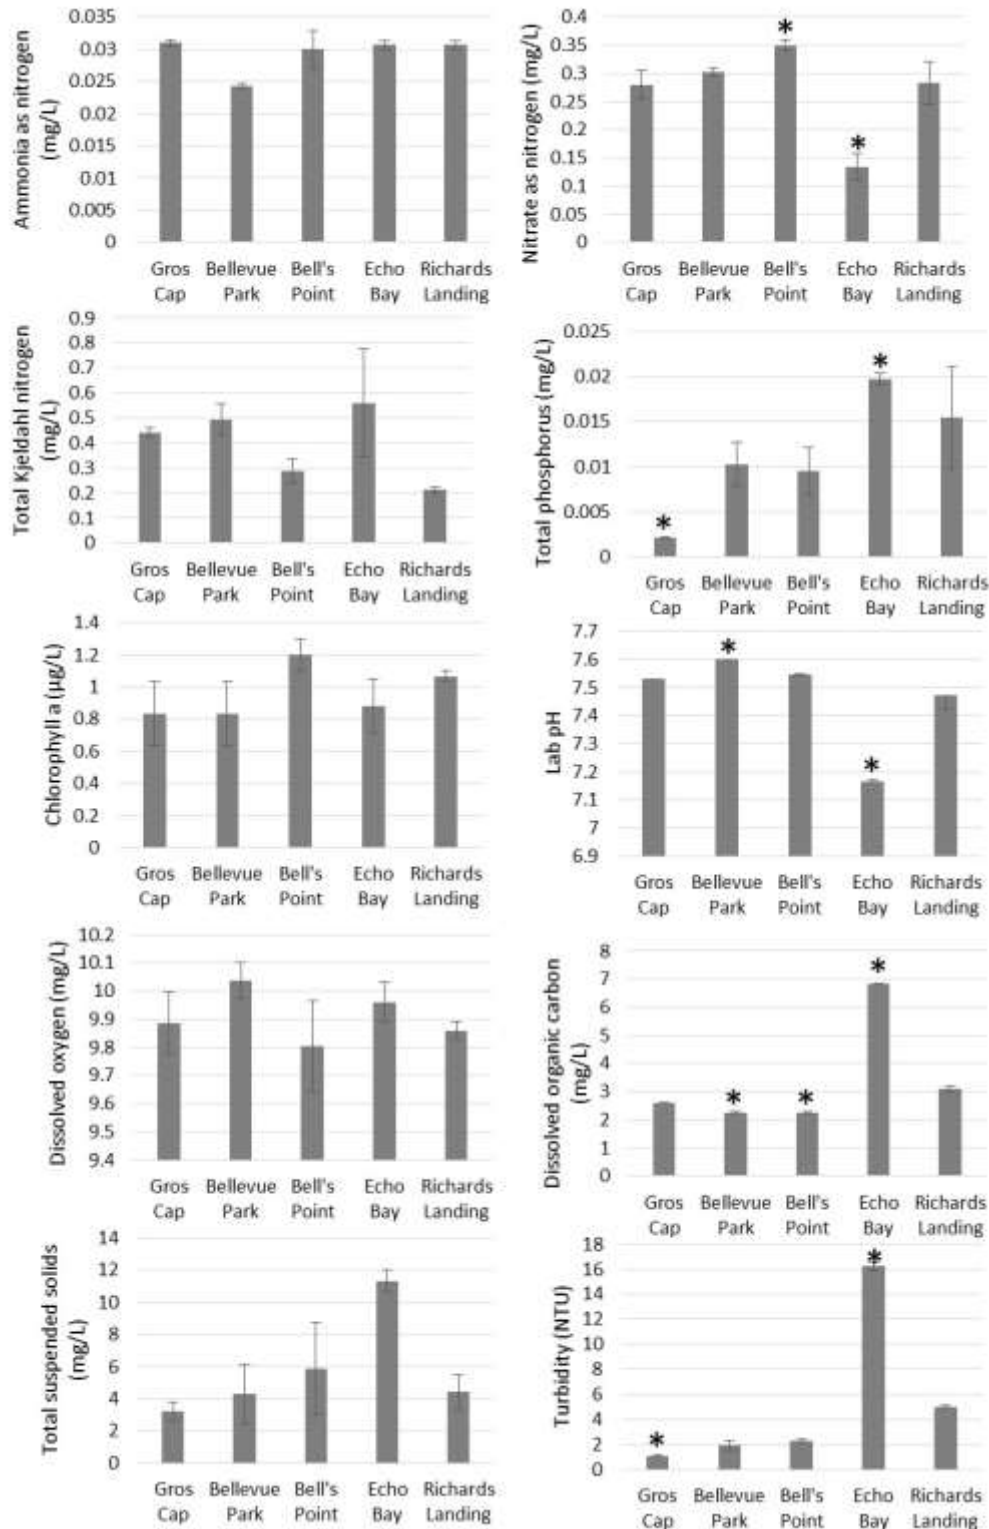 Ammonia as nitrogen
(mg/L)
0.035
0.03
0.025
0.02
0.015
0.01
0.005
0
Gros Bellevue Bell's Echo Richards
Cap Park Point Bay Landing
Nitrate as nitrogen (mg/L)
0.4
0.35
0.3
0.25
0.2
0.15
0.1
0.05
0
*
*
Gros Bellevue Bell's Echo Richards
Cap Park Point Bay Landing
Total Kjeldahl nitrogen
(mg/L)
0.9
0.8
0.7
0.6
0.5
0.4
0.3
0.2
0.1
0
Gros Bellevue Bell's Echo Richards
Cap Park Point Bay Landing
Total phosphorus (mg/L)
0.025
0.02
0.015
0.01
0.005
0
*
*
Gros Bellevue Bell's Echo Richards
Cap Park Point Bay Landing
Chlorophyll a (µg/L)
1.4
1.2
1
0.8
0.6
0.4
0.2
0
Gros Bellevue Bell's Echo Richards
Cap Park Point Bay Landing
Lab pH
7.7
7.6
7.5
7.4
7.3
7.2
7.1
7
6.9
*
*
Gros Bellevue Bell's Echo Richards
Cap Park Point Bay Landing
Dissolved oxygen (mg/L)
10.2
10.1
10
9.9
9.8
9.7
9.6
9.5
9.4
Gros Bellevue Bell's Echo Richards
Cap Park Point Bay Landing
Dissolved organic carbon
(mg/L)
8
7
6
5
4
3
2
1
0
*
* *
Gros Bellevue Bell's Echo Richards
Cap Park Point Bay Landing
Total suspended solids
(mg/L)
14
12
10
8
6
4
2
0
Gros Bellevue Bell's Echo Richards
Cap Park Point Bay Landing
Turbidity (NTU)
18
16
14
12
10
8
6
4
2
0
*
*
Gros Bellevue Bell's Echo Richards
Cap Park Point Bay Landing